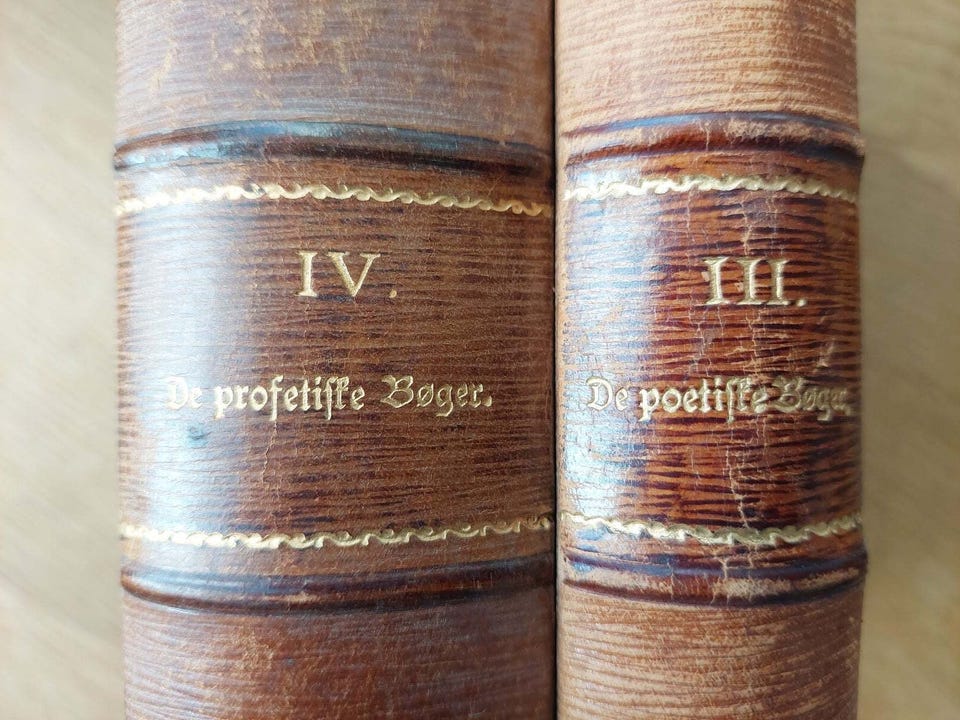 IV.
De profetiſke Bøger.
III.
De poetiſke Bøger.